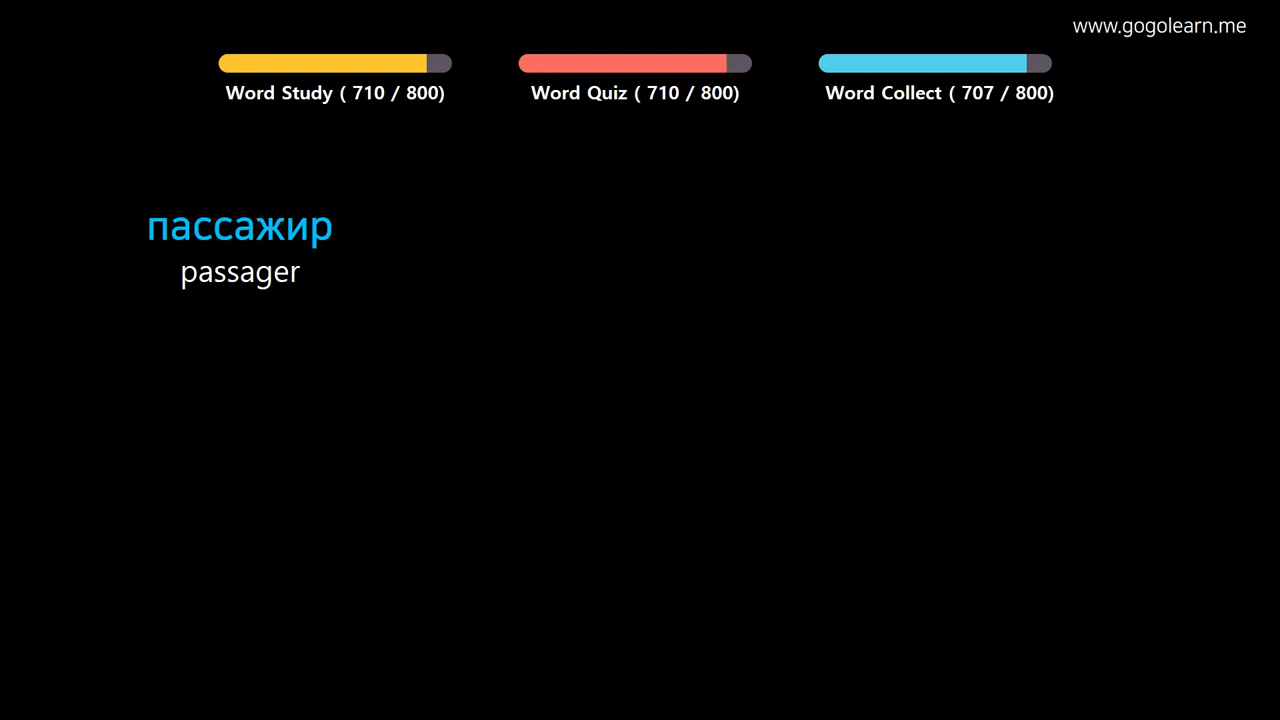 www.gogolearn.me
Word Study ( 710 / 800)
Word Quiz ( 710 / 800)
Word Collect ( 707 / 800)
пассажир
passager